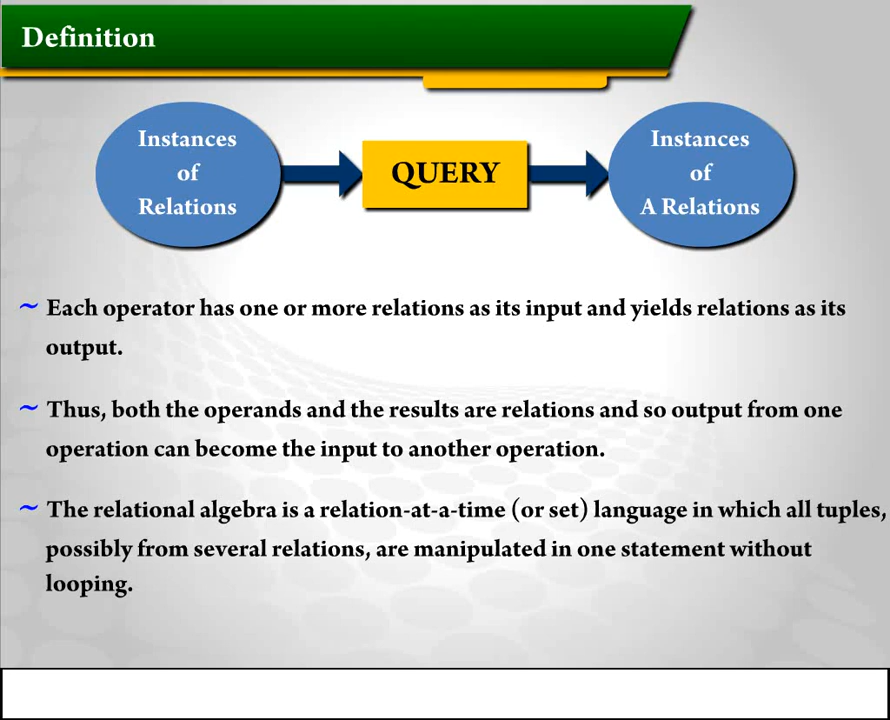 Definition
Instances
of
Relations
QUERY
Instances
of
A Relations
~ Each operator has one or more relations as its input and yields relations as its
output.
~ Thus, both the operands and the results are relations and so output from one
operation can become the input to another operation.
~ The relational algebra is a relation-at-a-time (or set) language in which all tuples,
possibly from several relations, are manipulated in one statement without
looping.